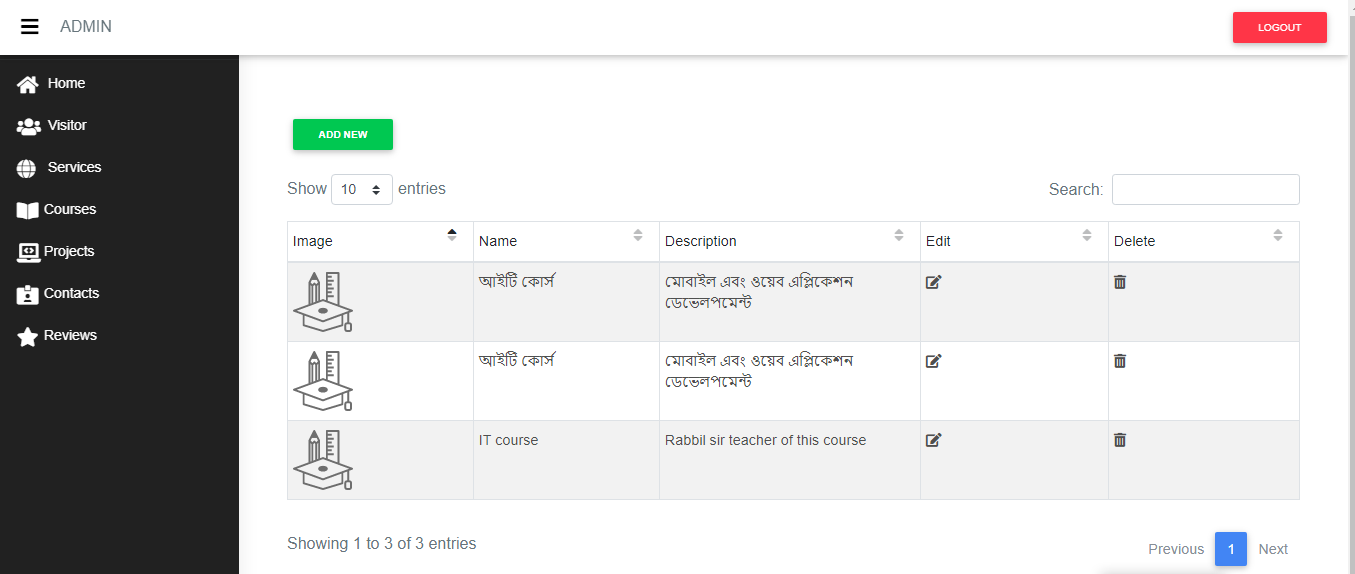 ADMIN
LOGOUT
Home
Visitor
Services
Courses
Projects
Contacts
Reviews
ADD NEW
Show 10 entries
Search:
Image Name Description Edit Delete
আইটি কোর্স মোবাইল এবং ওয়েব এপ্লিকেশন
ডেভেলপমেন্ট
আইটি কোর্স মোবাইল এবং ওয়েব এপ্লিকেশন
ডেভেলপমেন্ট
IT course Rabbil sir teacher of this course
Showing 1 to 3 of 3 entries
Previous 1 Next